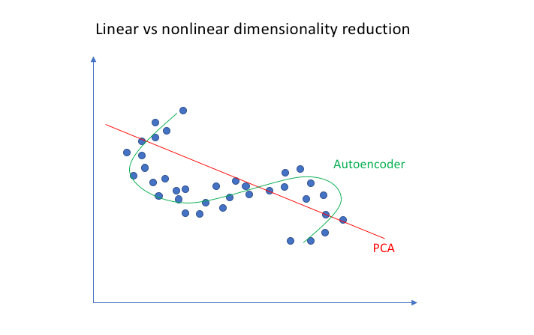 Linear vs nonlinear dimensionality reduction
Autoencoder
PCA